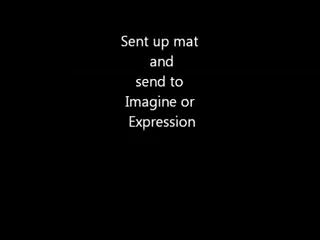 Sent up mat
and
send to
Imagine or
Expression